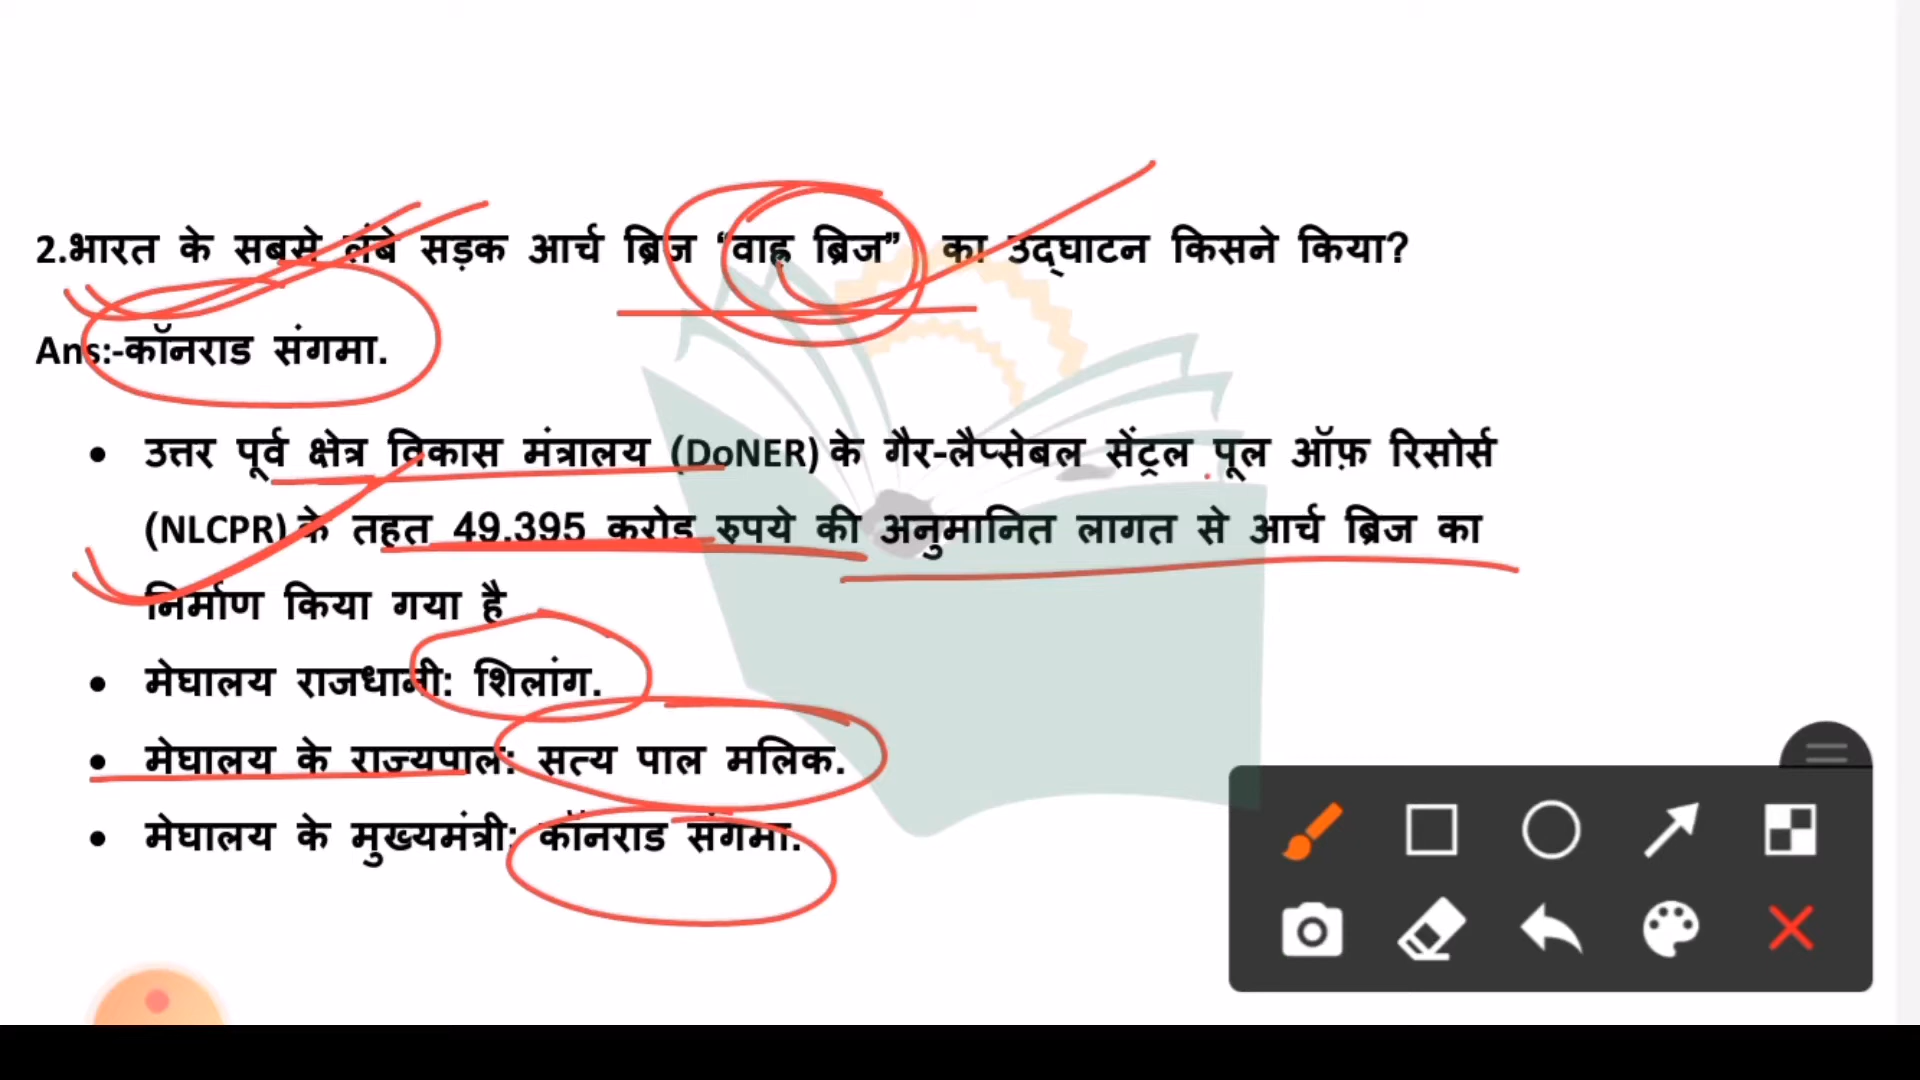 2.भारत के सबसे लंबे सड़क आर्च ब्रिज “वाह्र ब्रिज” का उद्घाटन किसने किया?
Ans:-कॉनराड संगमा.
• उत्तर पूर्व क्षेत्र विकास मंत्रालय (DoNER) के गैर-लैप्सेबल सेंट्रल पूल ऑफ़ रिसोर्स
(NLCPR) के तहत 49.395 करोड़ रुपये की अनुमानित लागत से आर्च ब्रिज का
निर्माण किया गया है
• मेघालय राजधानी: शिलांग.
• मेघालय के राज्यपाल: सत्य पाल मलिक.
• मेघालय के मुख्यमंत्री: कॉनराड संगमा.